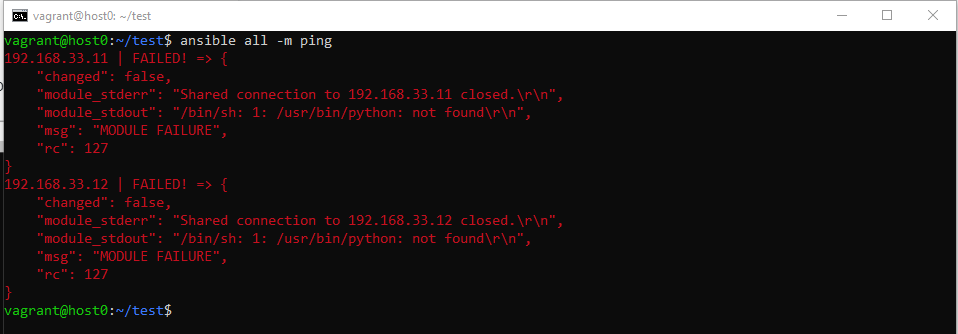 vagrant@host0: ~/test
vagrant@host0:~/test$ ansible all -m ping
192.168.33.11 | FAILED! => {
    "changed": false,
    "module_stderr": "Shared connection to 192.168.33.11 closed.\r\n",
    "module_stdout": "/bin/sh: 1: /usr/bin/python: not found\r\n",
    "msg": "MODULE FAILURE",
    "rc": 127
}
192.168.33.12 | FAILED! => {
    "changed": false,
    "module_stderr": "Shared connection to 192.168.33.12 closed.\r\n",
    "module_stdout": "/bin/sh: 1: /usr/bin/python: not found\r\n",
    "msg": "MODULE FAILURE",
    "rc": 127
}
vagrant@host0:~/test$